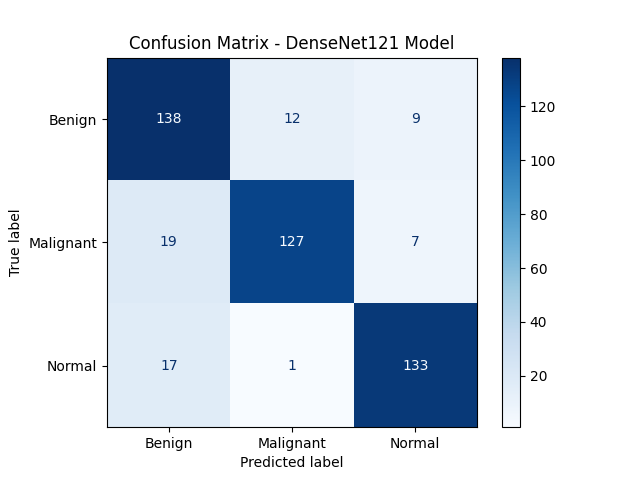 Confusion Matrix - DenseNet121 Model
True label
Benign 138 12 9
Malignant 19 127 7
Normal 17 1 133
Benign Malignant Normal
Predicted label
120
100
80
60
40
20